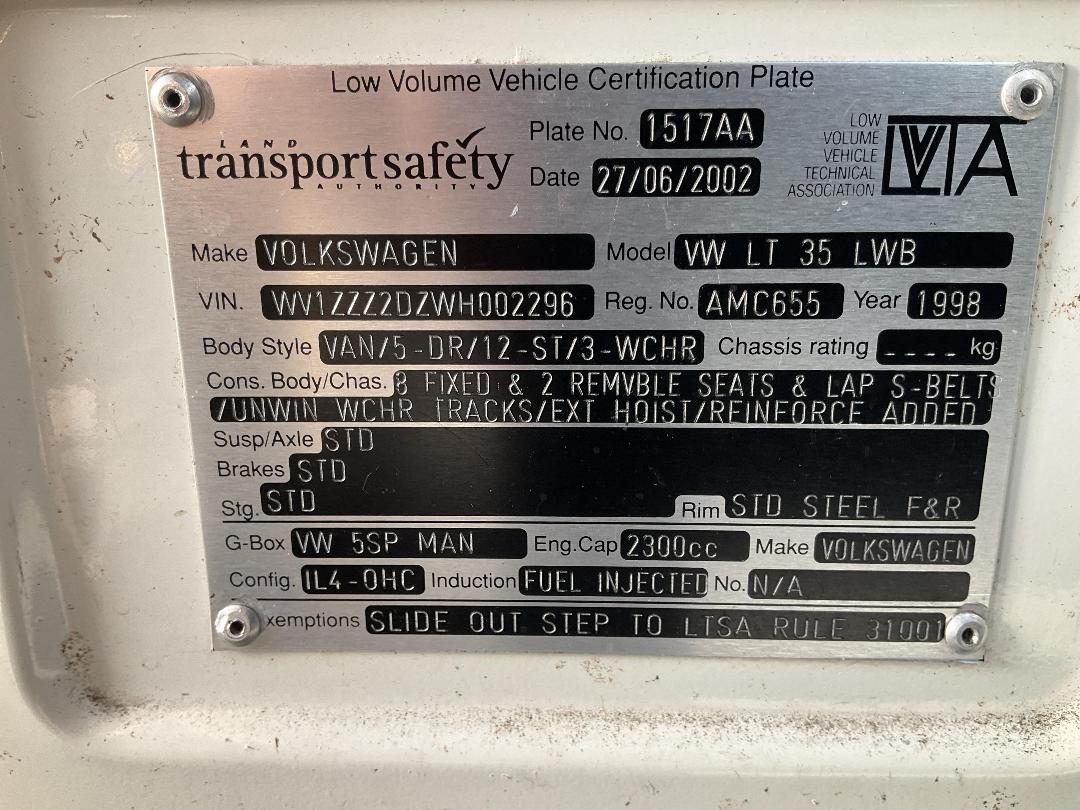 Low Volume Vehicle Certification Plate
LAND
transportsafety
AUTHORITY
Plate No. 1517AA
Date 27/06/2002
LOW
VOLUME
VEHICLE
TECHNICAL
ASSOCIATION
LVVTA
Make VOLKSWAGEN Model VW LT 35 LWB
VIN. WV1ZZZ2DZWH002296 Reg. No. AMC655 Year 1998
Body Style VAN/5-DR/12-ST/3-WCHR Chassis rating ---- kg
Cons. Body/Chas. 8 FIXED & 2 REMVBLE SEATS & LAP S-BELTS
/UNWIN WCHR TRACKS/EXT HOIST/REINFORCE ADDED
Susp/Axle STD
Brakes STD
Stg. STD Rim STD STEEL F&R
G-Box VW 5SP MAN Eng.Cap 2300cc Make VOLKSWAGEN
Config. IL4-OHC Induction FUEL INJECTED No. N/A
xemptions SLIDE OUT STEP TO LTSA RULE 31001